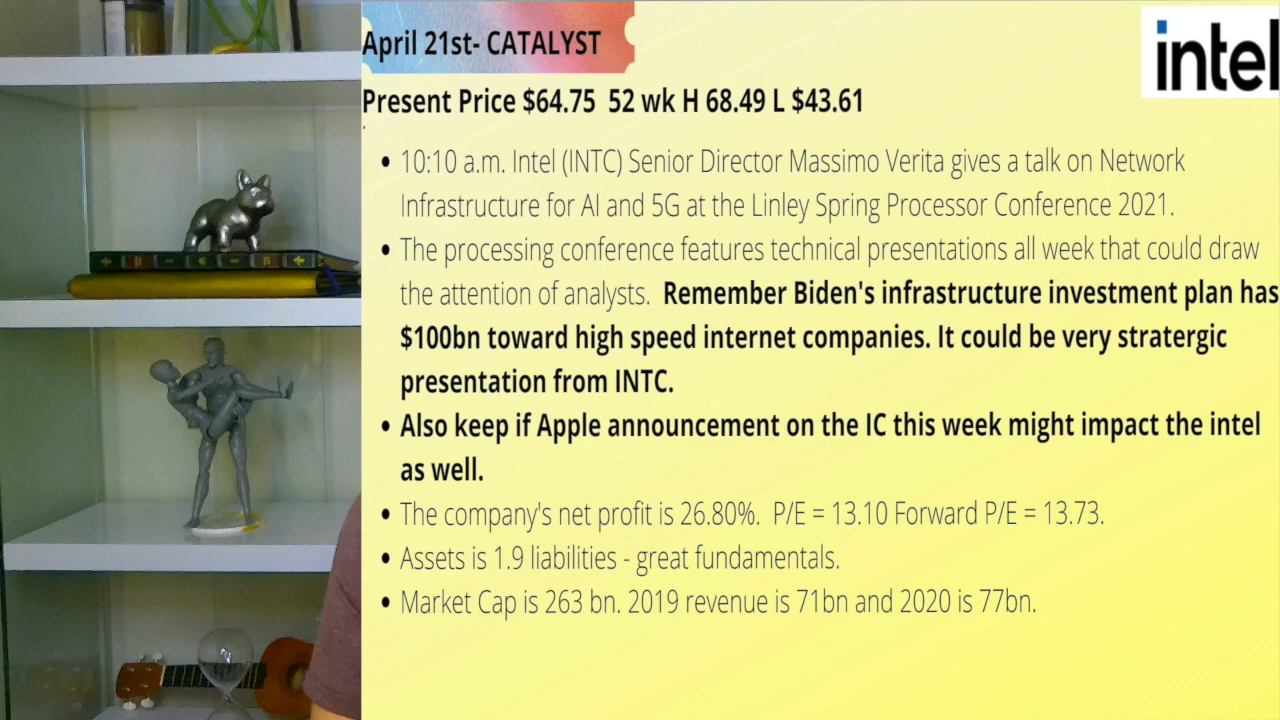 April 21st- CATALYST
intel
Present Price $64.75 52 wk H 68.49 L $43.61
• 10:10 a.m. Intel (INTC) Senior Director Massimo Verita gives a talk on Network
Infrastructure for AI and 5G at the Linley Spring Processor Conference 2021.
• The processing conference features technical presentations all week that could draw
the attention of analysts. Remember Biden's infrastructure investment plan has
$100bn toward high speed internet companies. It could be very stratergic
presentation from INTC.
• Also keep if Apple announcement on the IC this week might impact the intel
as well.
• The company's net profit is 26.80%. P/E = 13.10 Forward P/E = 13.73.
• Assets is 1.9 liabilities - great fundamentals.
• Market Cap is 263 bn. 2019 revenue is 71bn and 2020 is 77bn.